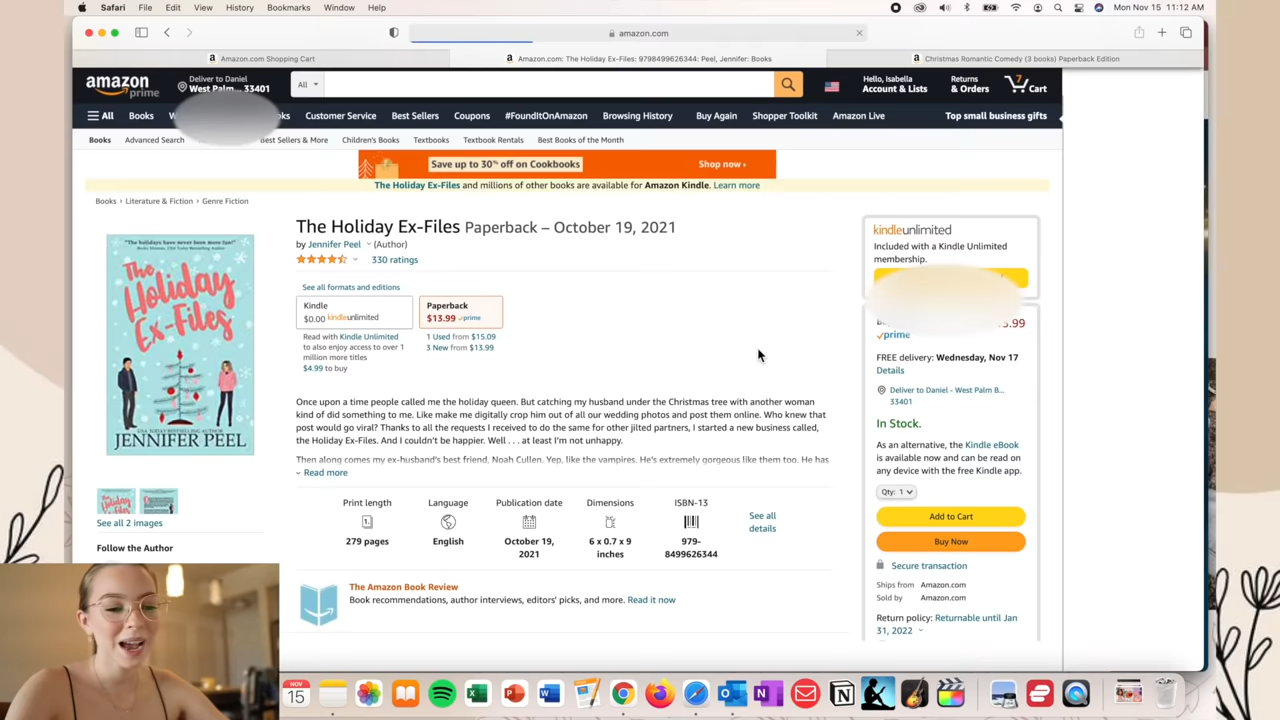 Safari File Edit View History Bookmarks Window Help
Mon Nov 15 11:12 AM
amazon.com
Amazon.com Shopping Cart
Amazon.com: The Holiday Ex-Files: 9798499626344: Peel, Jennifer: Books
Christmas Romantic Comedy (3 books) Paperback Edition
amazon
prime
Deliver to Daniel
West Palm... 33401
All
Hello, Isabella
Account & Lists
Returns
& Orders
7
Cart
All Books Customer Service Best Sellers Coupons #FoundItOnAmazon Browsing History Buy Again Shopper Toolkit Amazon Live Top small business gifts
Books Advanced Search Best Sellers & More Children's Books Textbooks Textbook Rentals Best Books of the Month
Save up to 30% off on Cookbooks
Shop now ›
The Holiday Ex-Files and millions of other books are available for Amazon Kindle. Learn more
Books › Literature & Fiction › Genre Fiction
The Holiday Ex-Files Paperback – October 19, 2021
by Jennifer Peel (Author)
330 ratings
See all formats and editions
Kindle
$0.00 kindleunlimited
Paperback
$13.99 prime
Read with Kindle Unlimited
to also enjoy access to over 1
million more titles
$4.99 to buy
1 Used from $15.09
3 New from $13.99
Once upon a time people called me the holiday queen. But catching my husband under the Christmas tree with another woman
kind of did something to me. Like make me digitally crop him out of all our wedding photos and post them online. Who knew that
post would go viral? Thanks to all the requests I received to do the same for other jilted partners, I started a new business called,
the Holiday Ex-Files. And I couldn't be happier. Well . . . at least I'm not unhappy.
Then along comes my ex-husband's best friend, Noah Cullen. Yep, like the vampires. He's extremely gorgeous like them too. He has
Read more
Print length
279 pages
Language
English
Publication date
October 19,
2021
Dimensions
6 x 0.7 x 9
inches
ISBN-13
979-
8499626344
See all
details
The Amazon Book Review
Book recommendations, author interviews, editors' picks, and more. Read it now
The
Holiday
Ex-Files
JENNIFER PEEL
See all 2 images
Follow the Author
kindleunlimited
Included with a Kindle Unlimited
membership.
prime
FREE delivery: Wednesday, Nov 17
Details
Deliver to Daniel - West Palm B...
33401
In Stock.
As an alternative, the Kindle eBook
is available now and can be read on
any device with the free Kindle app.
Qty: 1
Add to Cart
Buy Now
Secure transaction
Ships from Amazon.com
Sold by Amazon.com
Return policy: Returnable until Jan
31, 2022
NOV
15